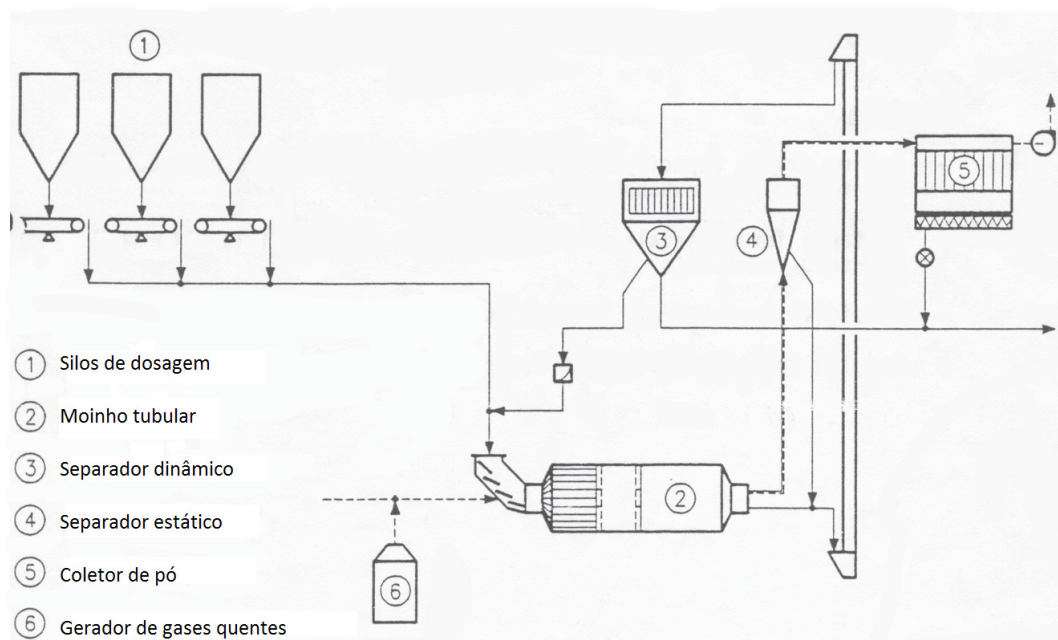 1
3
4
5
2
6
1 Silos de dosagem
2 Moinho tubular
3 Separador dinâmico
4 Separador estático
5 Coletor de pó
6 Gerador de gases quentes